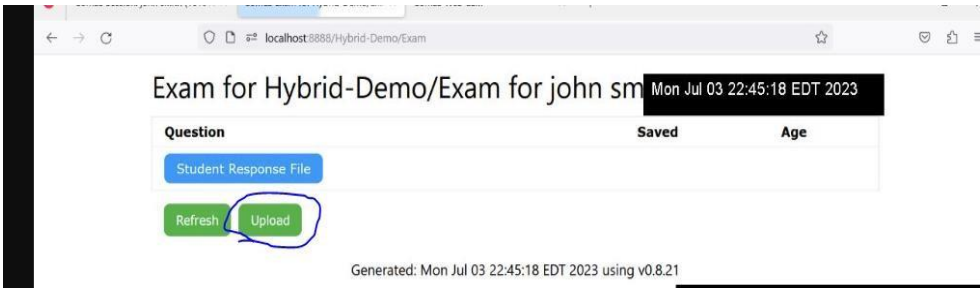 localhost:8888/Hybrid-Demo/Exam
Exam for Hybrid-Demo/Exam for john sm
Mon Jul 03 22:45:18 EDT 2023
Question Saved Age
Student Response File
Refresh Upload
Generated: Mon Jul 03 22:45:18 EDT 2023 using v0.8.21